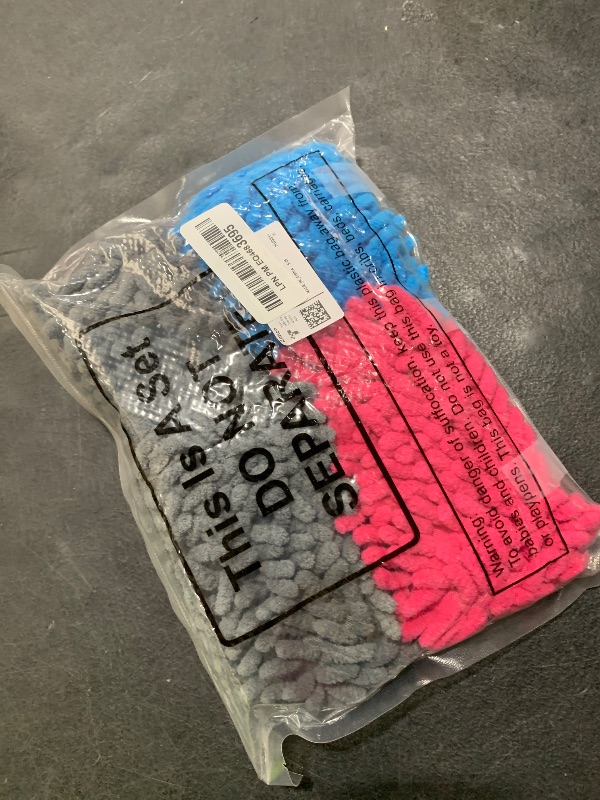 This Is A Set
DO NOT
SEPARATE
LPN PM EQH68 3695
Warning:
To avoid danger of suffocation, keep this plastic bag away from
babies and children. Do not use this bag in cribs, beds, carriages
or playpens. This bag is not a toy.